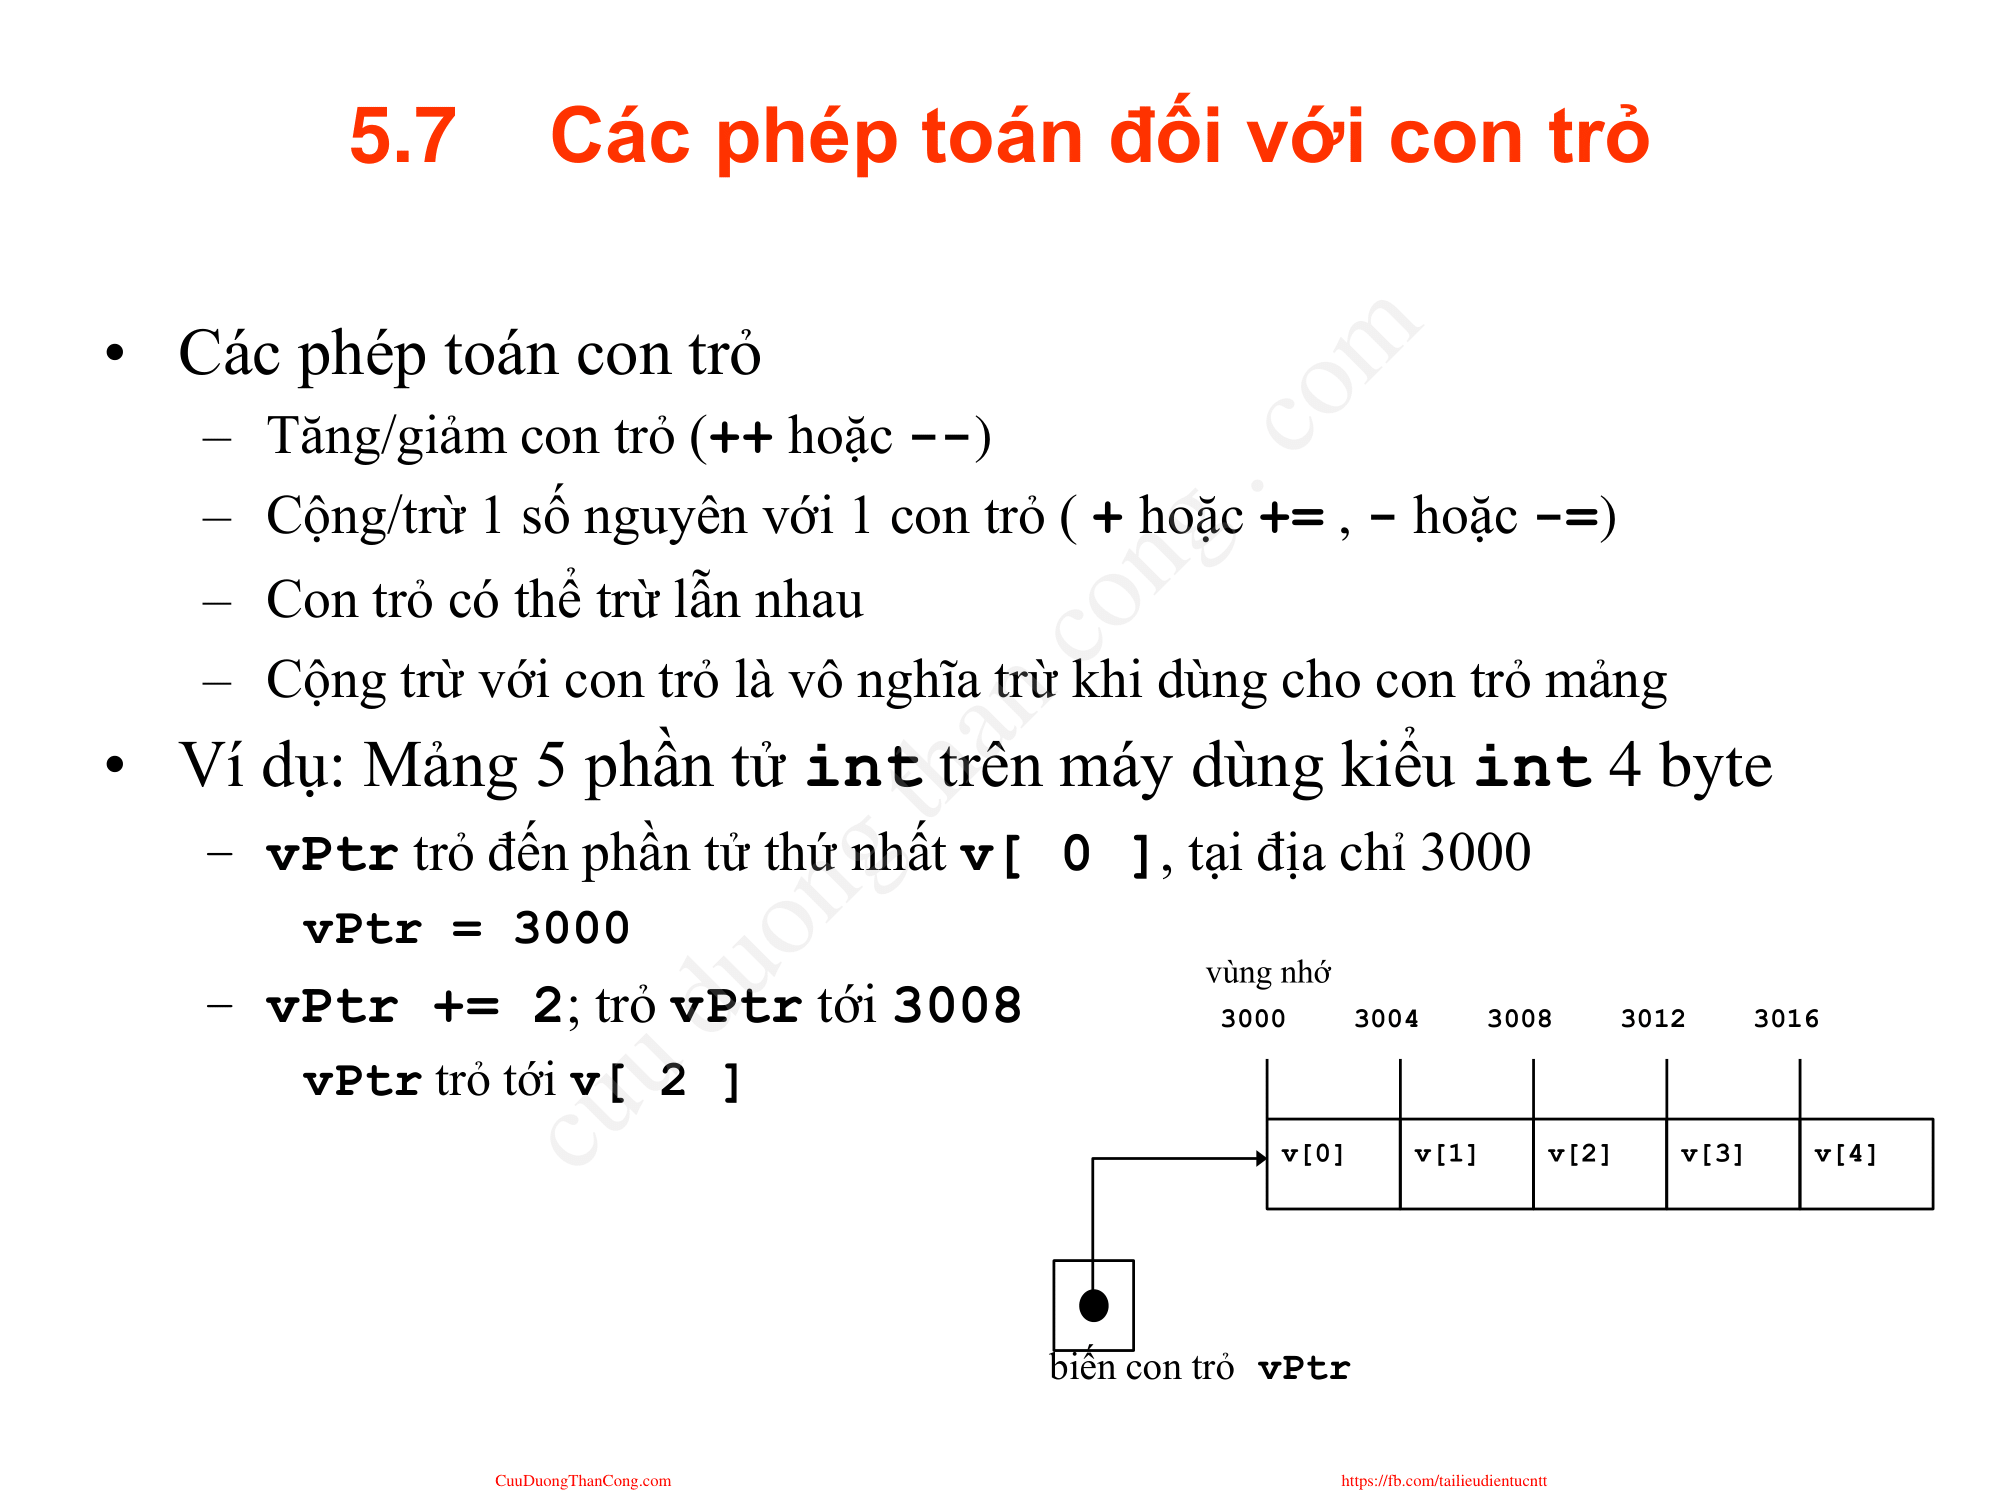 5.7 Các phép toán đối với con trỏ
• Các phép toán con trỏ
– Tăng/giảm con trỏ (++ hoặc --)
– Cộng/trừ 1 số nguyên với 1 con trỏ ( + hoặc += , - hoặc -=)
– Con trỏ có thể trừ lẫn nhau
– Cộng trừ với con trỏ là vô nghĩa trừ khi dùng cho con trỏ mảng
• Ví dụ: Mảng 5 phần tử int trên máy dùng kiểu int 4 byte
– vPtr trỏ đến phần tử thứ nhất v[ 0 ], tại địa chỉ 3000
vPtr = 3000
– vPtr += 2; trỏ vPtr tới 3008
vPtr trỏ tới v[ 2 ]
vùng nhớ
3000 3004 3008 3012 3016
v[0] v[1] v[2] v[3] v[4]
biến con trỏ vPtr
cuu duong than cong . com
CuuDuongThanCong.com
https://fb.com/tailieudientucntt